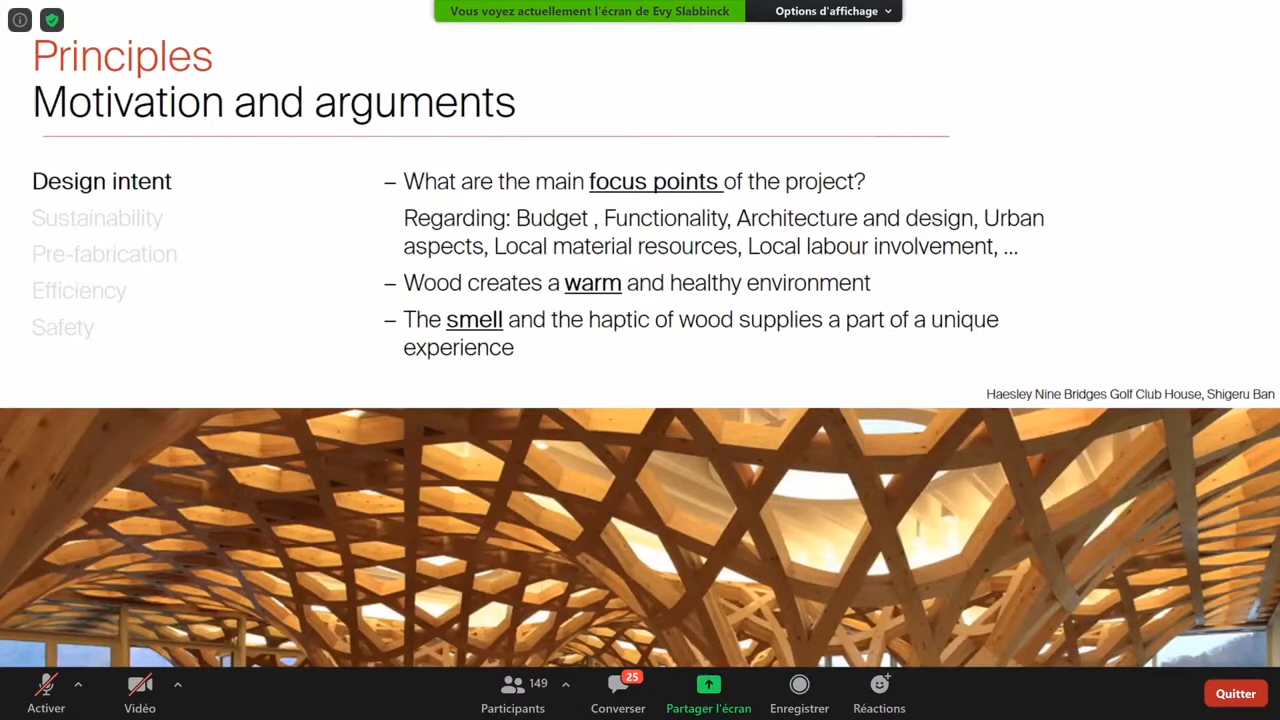 Vous voyez actuellement l'écran de Evy Slabbinck
Options d'affichage
Principles
Motivation and arguments
Design intent
Sustainability
Pre-fabrication
Efficiency
Safety
– What are the main focus points of the project?
Regarding: Budget , Functionality, Architecture and design, Urban
aspects, Local material resources, Local labour involvement, ...
– Wood creates a warm and healthy environment
– The smell and the haptic of wood supplies a part of a unique
experience
Haesley Nine Bridges Golf Club House, Shigeru Ban
Activer
Vidéo
149
Participants
25
Converser
Partager l'écran
Enregistrer
Réactions
Quitter